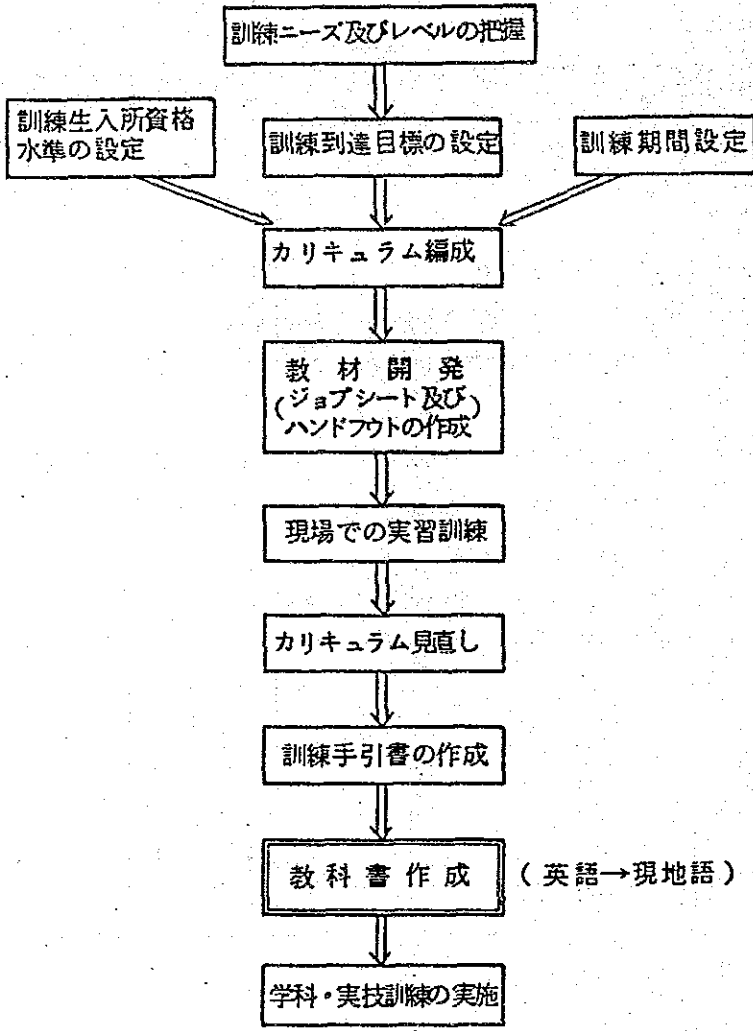 訓練ニーズ及びレベルの把握
訓練生入所資格
水準の設定
訓練到達目標の設定
訓練期間設定
カリキュラム編成
教材開発
(ジョブシート及び)
ハンドフウトの作成
現場での実習訓練
カリキュラム見直し
訓練手引書の作成
教科書作成
(英語→現地語)
学科・実技訓練の実施